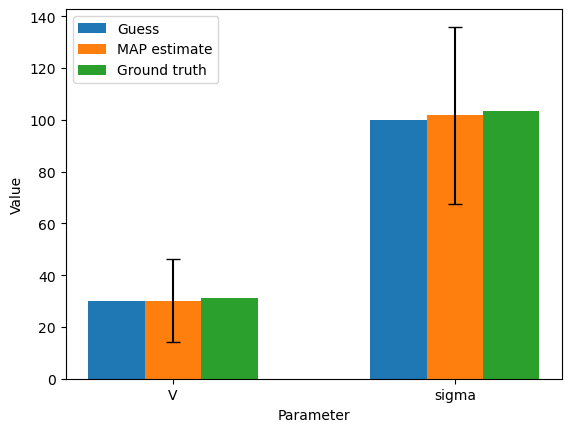 140
120
100
80
60
40
20
0
Value
Guess
MAP estimate
Ground truth
V
sigma
Parameter